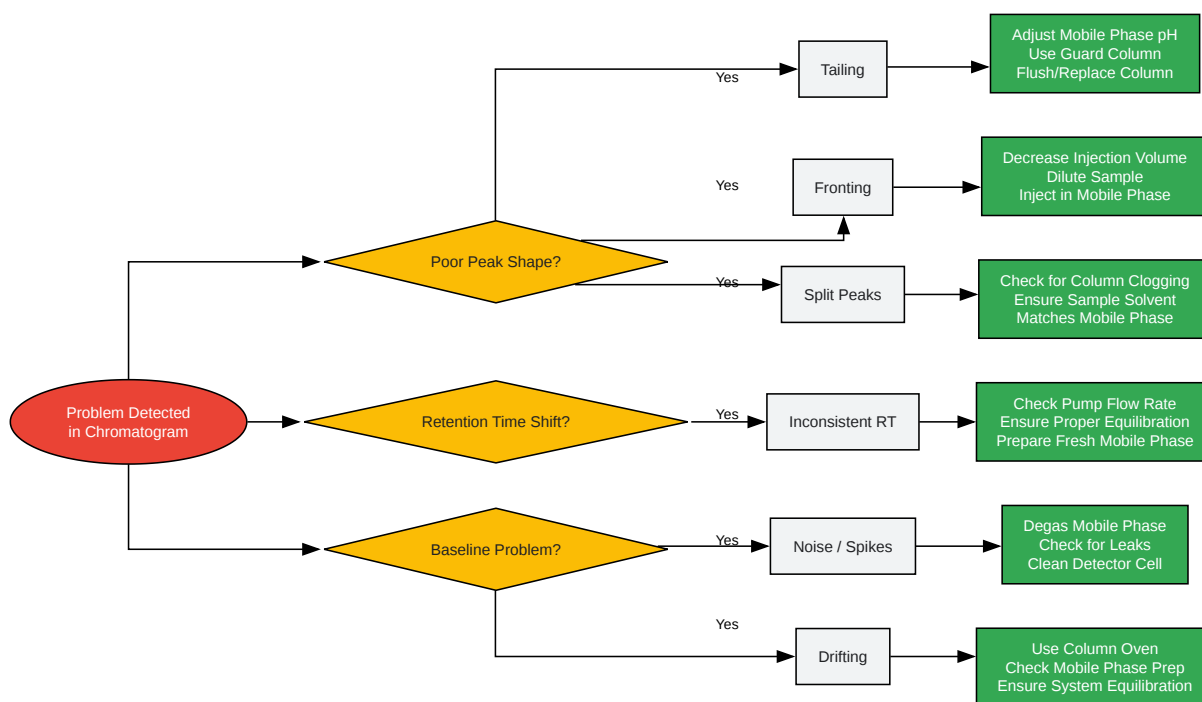 Adjust Mobile Phase pH
Use Guard Column
Flush/Replace Column
Yes
Tailing
Decrease Injection Volume
Dilute Sample
Inject in Mobile Phase
Yes
Fronting
Poor Peak Shape?
Yes
Split Peaks
Check for Column Clogging
Ensure Sample Solvent
Matches Mobile Phase
Problem Detected
in Chromatogram
Retention Time Shift?
Yes
Inconsistent RT
Check Pump Flow Rate
Ensure Proper Equilibration
Prepare Fresh Mobile Phase
Baseline Problem?
Yes
Noise / Spikes
Degas Mobile Phase
Check for Leaks
Clean Detector Cell
Yes
Drifting
Use Column Oven
Check Mobile Phase Prep
Ensure System Equilibration